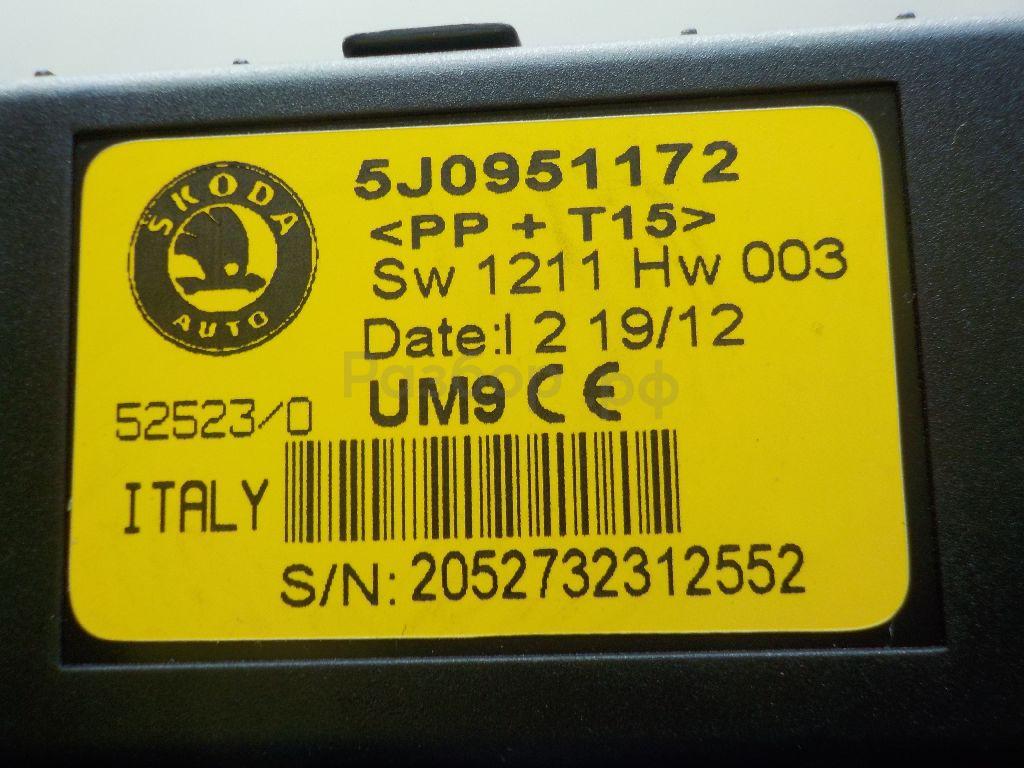 SKODA
AUTO
5J0951172
<PP + T15>
Sw 1211 Hw 003
Date:I 2 19/12
UM9 CE
52523/0
ITALY
S/N: 2052732312552